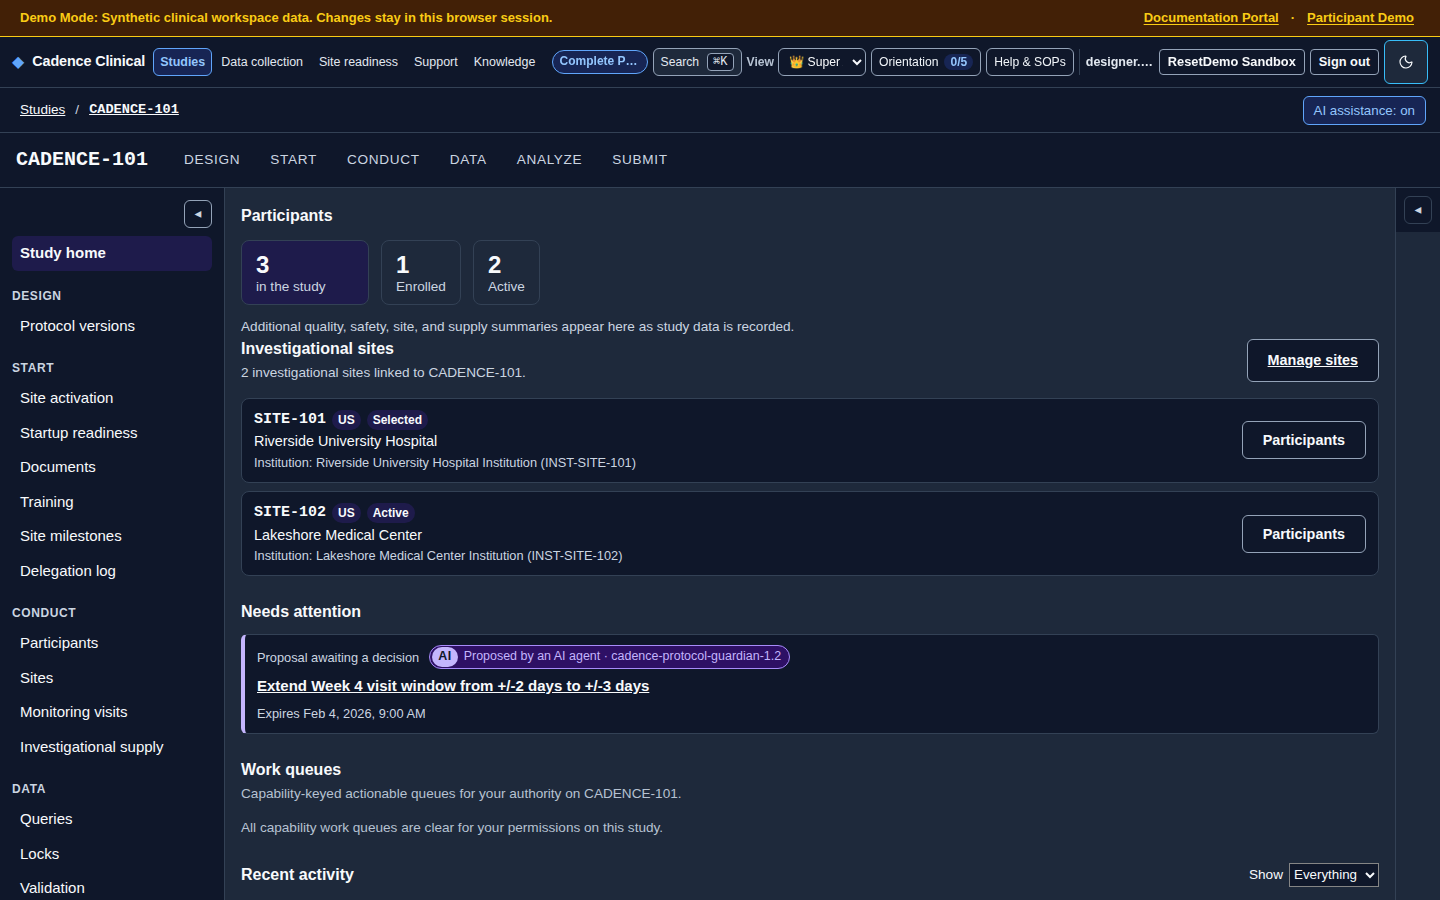 Demo Mode: Synthetic clinical workspace data. Changes stay in this browser session. Documentation Portal · Participant Demo
◆ Cadence Clinical Studies Data collection Site readiness Support Knowledge Complete P… Search ⌘K View 👑 Super Orientation 0/5 Help & SOPs designer.… ResetDemo Sandbox Sign out
Studies / CADENCE-101 AI assistance: on
CADENCE-101 DESIGN START CONDUCT DATA ANALYZE SUBMIT
Study home
DESIGN
Protocol versions
START
Site activation
Startup readiness
Documents
Training
Site milestones
Delegation log
CONDUCT
Participants
Sites
Monitoring visits
Investigational supply
DATA
Queries
Locks
Validation
Participants
3 in the study
1 Enrolled
2 Active
Additional quality, safety, site, and supply summaries appear here as study data is recorded.
Investigational sites
2 investigational sites linked to CADENCE-101.
Manage sites
SITE-101 US Selected
Riverside University Hospital
Institution: Riverside University Hospital Institution (INST-SITE-101)
Participants
SITE-102 US Active
Lakeshore Medical Center
Institution: Lakeshore Medical Center Institution (INST-SITE-102)
Participants
Needs attention
Proposal awaiting a decision AI Proposed by an AI agent · cadence-protocol-guardian-1.2
Extend Week 4 visit window from +/-2 days to +/-3 days
Expires Feb 4, 2026, 9:00 AM
Work queues
Capability-keyed actionable queues for your authority on CADENCE-101.
All capability work queues are clear for your permissions on this study.
Recent activity
Show Everything